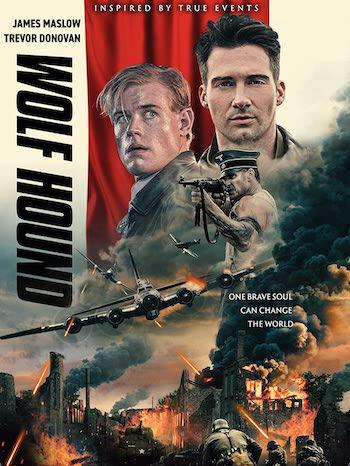 INSPIRED BY TRUE EVENTS
JAMES MASLOW
TREVOR DONOVAN
WOLF HOUND
ONE BRAVE SOUL
CAN CHANGE
THE WORLD